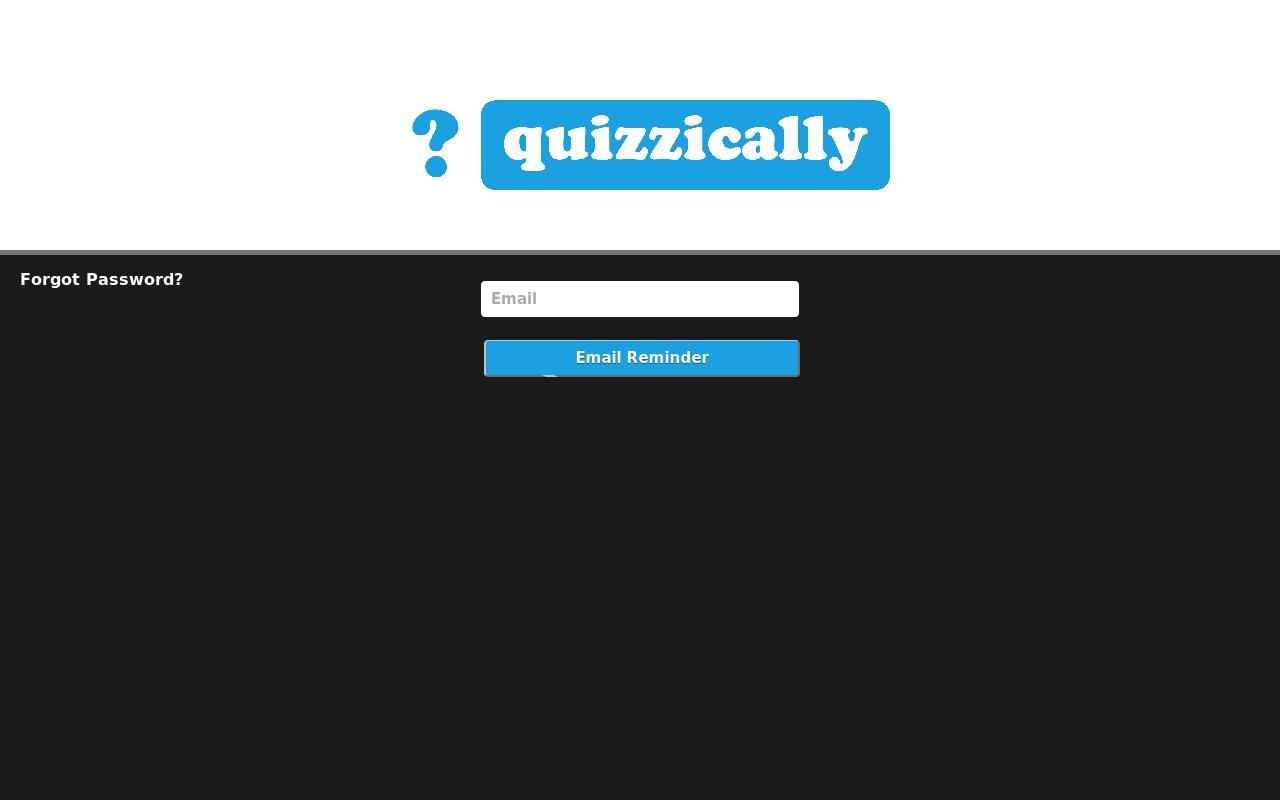 ? quizzically
Forgot Password?
Email
Email Reminder